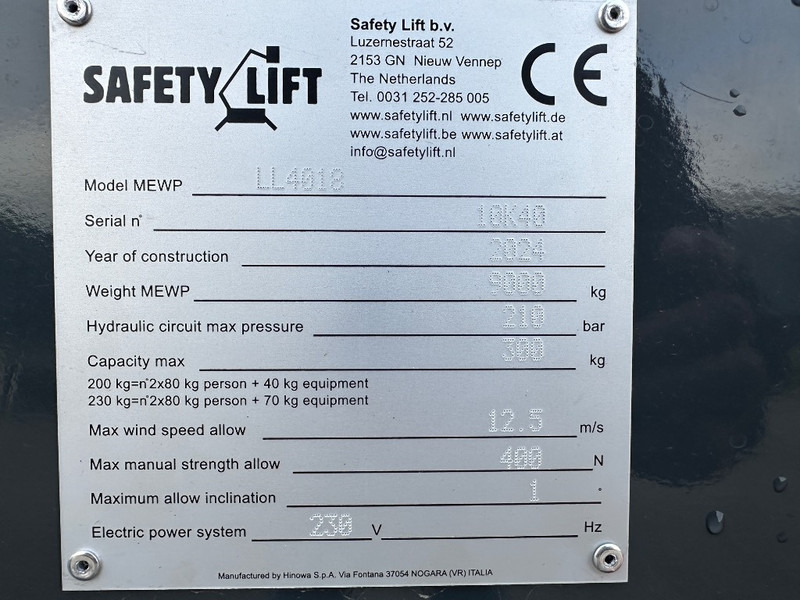 SAFETY LIFT
Safety Lift b.v.
Luzernestraat 52
2153 GN Nieuw Vennep
The Netherlands
Tel. 0031 252-285 005
www.safetylift.nl www.safetylift.de
www.safetylift.be www.safetylift.at
info@safetylift.nl
CE
Model MEWP LL4018
Serial n° 10K40
Year of construction 2024
Weight MEWP 9000 kg
Hydraulic circuit max pressure 210 bar
Capacity max 300 kg
200 kg=n°2x80 kg person + 40 kg equipment
230 kg=n°2x80 kg person + 70 kg equipment
Max wind speed allow 12.5 m/s
Max manual strength allow 400 N
Maximum allow inclination 1 °
Electric power system 230 V Hz
Manufactured by Hinowa S.p.A. Via Fontana 37054 NOGARA (VR) ITALIA